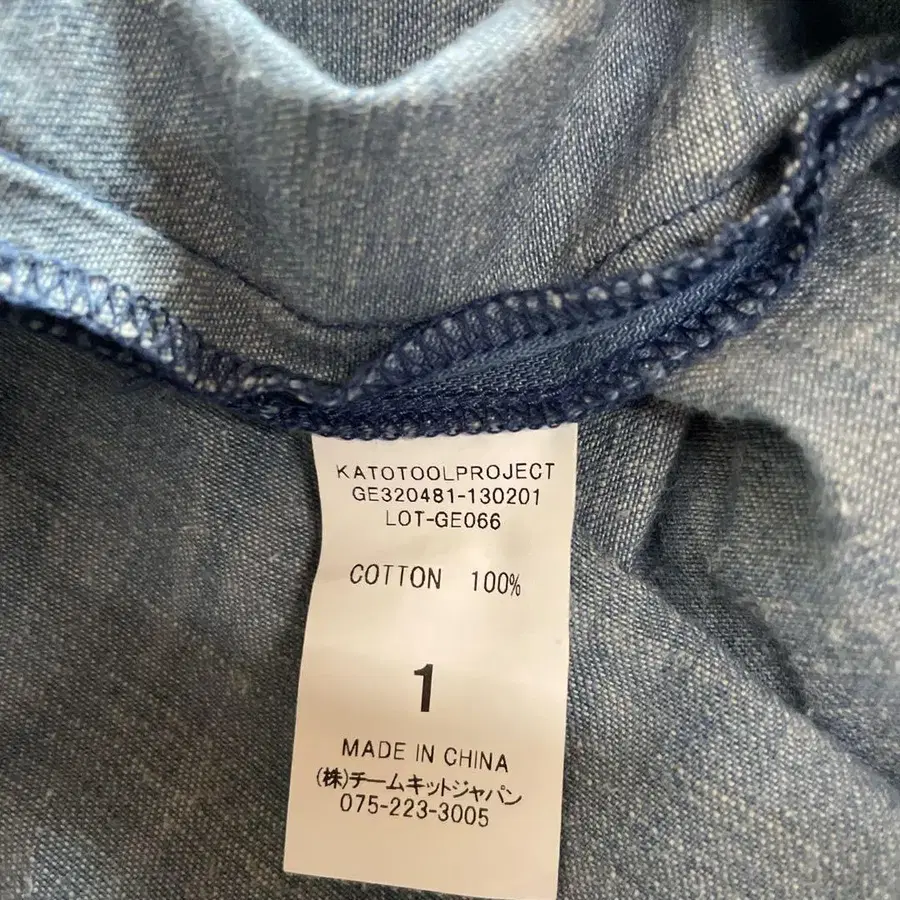 KATOTOOLPROJECT
GE320481-130201
LOT-GE066
COTTON 100%
1
MADE IN CHINA
(株)チームキットジャパン
075-223-3005